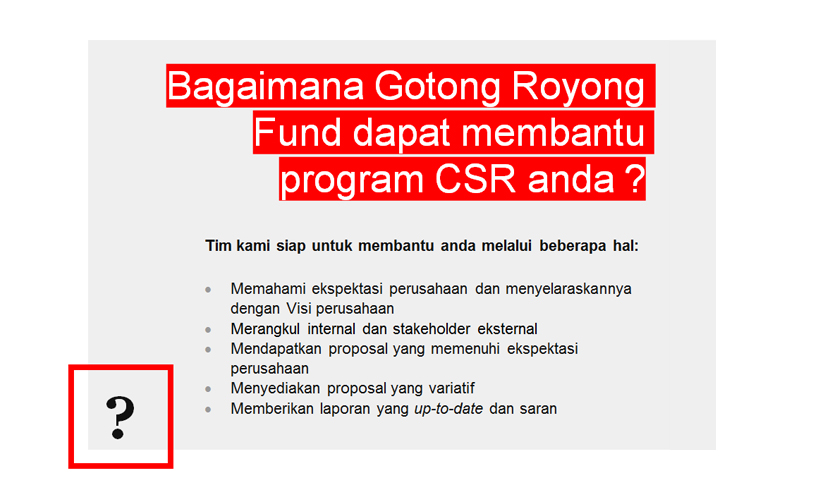 Bagaimana Gotong Royong
Fund dapat membantu
program CSR anda ?
Tim kami siap untuk membantu anda melalui beberapa hal:
Memahami ekspektasi perusahaan dan menyelaraskannya
dengan Visi perusahaan
Merangkul internal dan stakeholder eksternal
Mendapatkan proposal yang memenuhi ekspektasi
perusahaan
Menyediakan proposal yang variatif
Memberikan laporan yang up-to-date dan saran
?